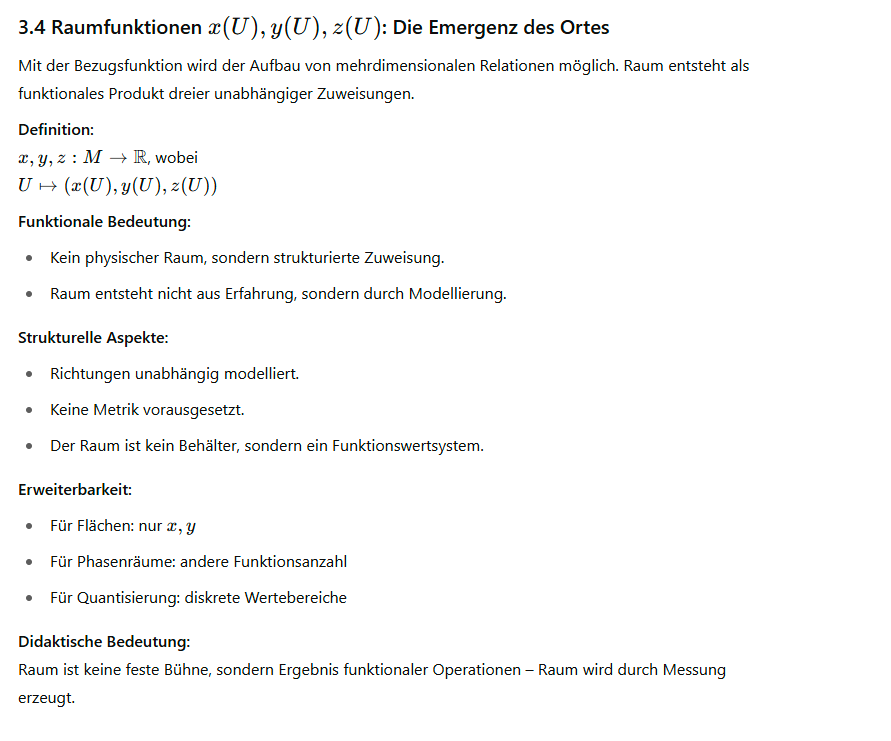 3.4 Raumfunktionen x(U), y(U), z(U): Die Emergenz des Ortes
Mit der Bezugsfunktion wird der Aufbau von mehrdimensionalen Relationen möglich. Raum entsteht als
funktionales Produkt dreier unabhängiger Zuweisungen.
Definition:
x, y, z : M → ℝ, wobei
U ↦ (x(U), y(U), z(U))
Funktionale Bedeutung:
• Kein physischer Raum, sondern strukturierte Zuweisung.
• Raum entsteht nicht aus Erfahrung, sondern durch Modellierung.
Strukturelle Aspekte:
• Richtungen unabhängig modelliert.
• Keine Metrik vorausgesetzt.
• Der Raum ist kein Behälter, sondern ein Funktionswertsystem.
Erweiterbarkeit:
• Für Flächen: nur x, y
• Für Phasenräume: andere Funktionsanzahl
• Für Quantisierung: diskrete Wertebereiche
Didaktische Bedeutung:
Raum ist keine feste Bühne, sondern Ergebnis funktionaler Operationen – Raum wird durch Messung
erzeugt.